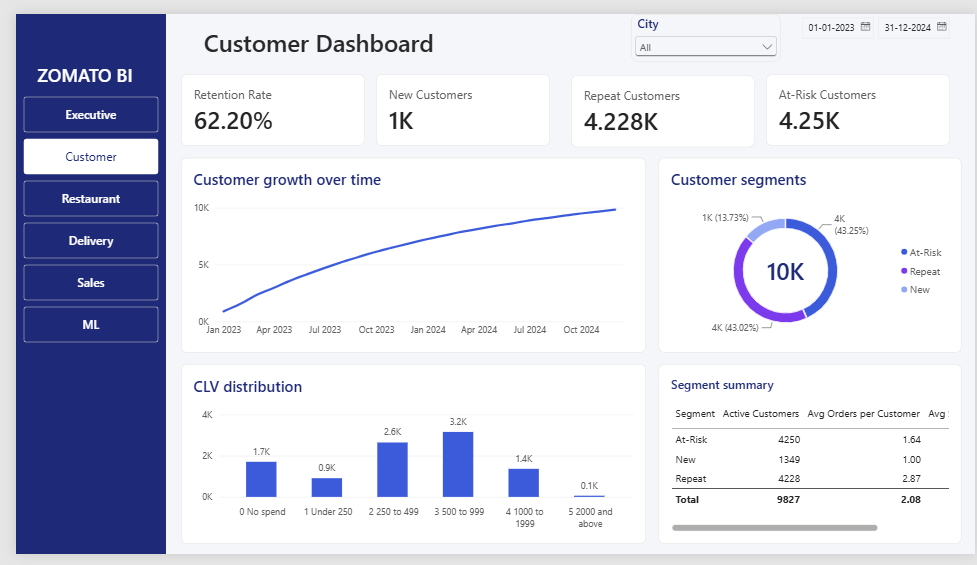 ZOMATO BI
Executive
Customer
Restaurant
Delivery
Sales
ML
Customer Dashboard
City
All
01-01-2023
31-12-2024
Retention Rate
62.20%
New Customers
1K
Repeat Customers
4.228K
At-Risk Customers
4.25K
Customer growth over time
10K
5K
0K
Jan 2023 Apr 2023 Jul 2023 Oct 2023 Jan 2024 Apr 2024 Jul 2024 Oct 2024
Customer segments
1K (13.73%)
4K
(43.25%)
10K
4K (43.02%)
At-Risk
Repeat
New
CLV distribution
4K
2K
0K
1.7K
0.9K
2.6K
3.2K
1.4K
0.1K
0 No spend
1 Under 250
2 250 to 499
3 500 to 999
4 1000 to
1999
5 2000 and
above
Segment summary
Segment Active Customers Avg Orders per Customer Avg
At-Risk 4250 1.64
New 1349 1.00
Repeat 4228 2.87
Total 9827 2.08